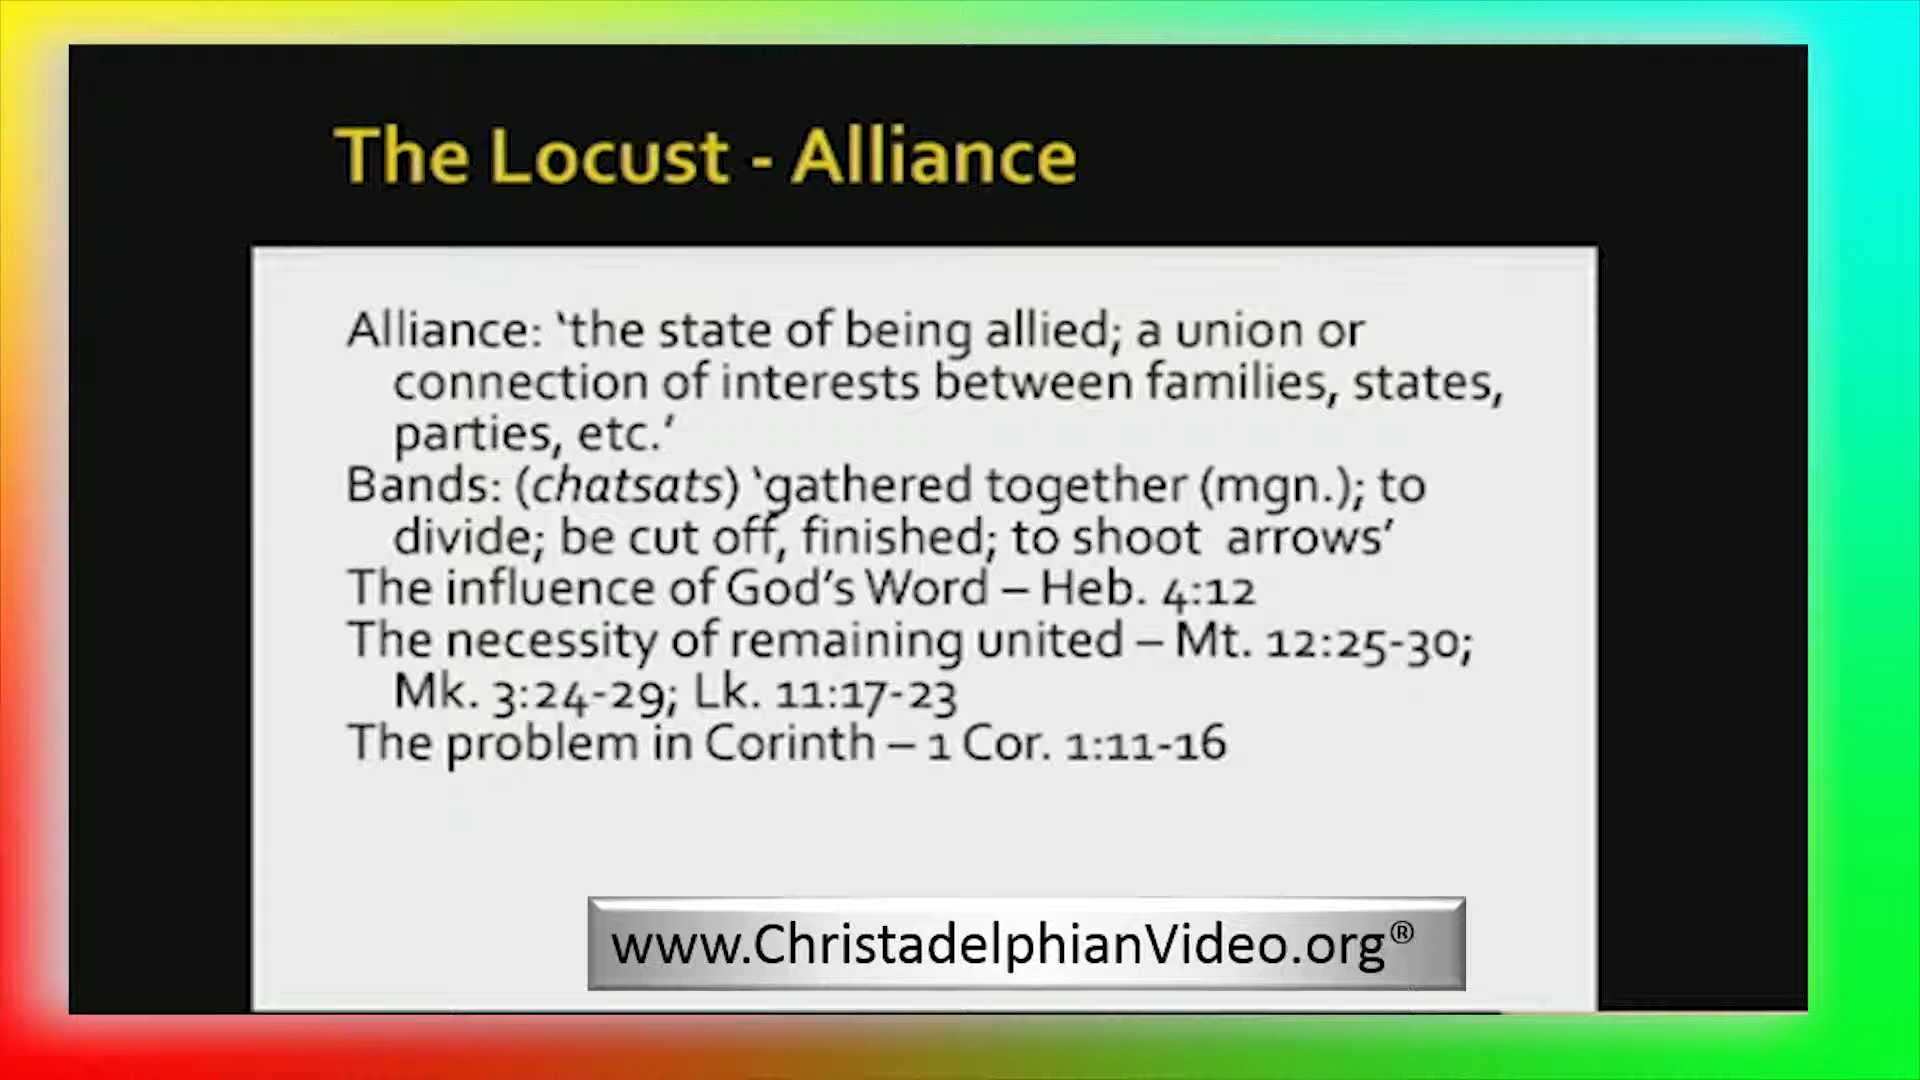 The Locust - Alliance
Alliance: ‘the state of being allied; a union or
connection of interests between families, states,
parties, etc.’
Bands: (chatsats) ‘gathered together (mgn.); to
divide; be cut off, finished; to shoot arrows’
The influence of God’s Word – Heb. 4:12
The necessity of remaining united – Mt. 12:25-30;
Mk. 3:24-29; Lk. 11:17-23
The problem in Corinth – 1 Cor. 1:11-16
www.ChristadelphianVideo.org®